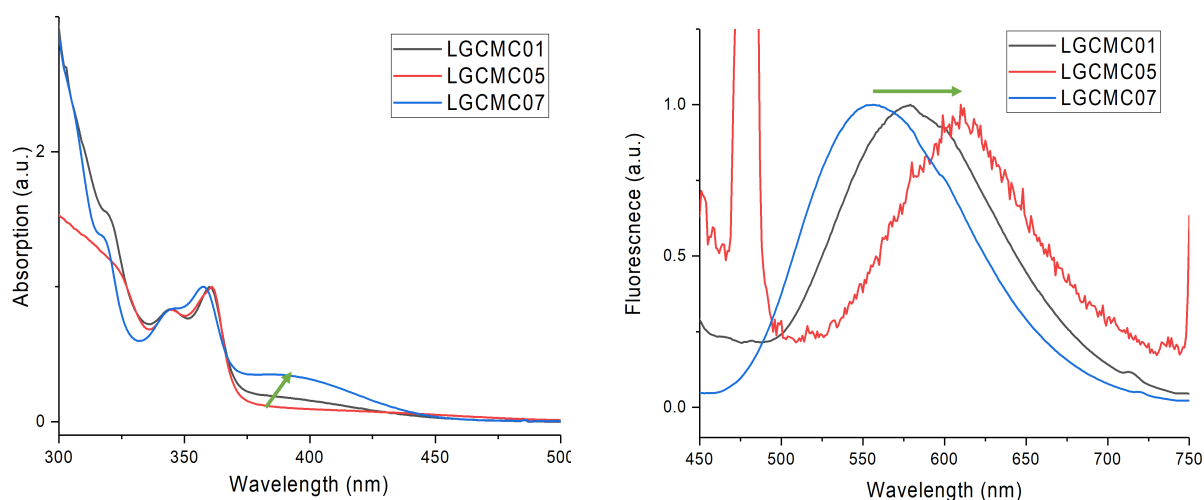 LGCMC01
LGCMC05
LGCMC07
Absorption (a.u.)
2
0
300
350
400
450
500
Wavelength (nm)
LGCMC01
LGCMC05
LGCMC07
Fluorescnece (a.u.)
1.0
0.5
0.0
450
500
550
600
650
700
750
Wavelength (nm)